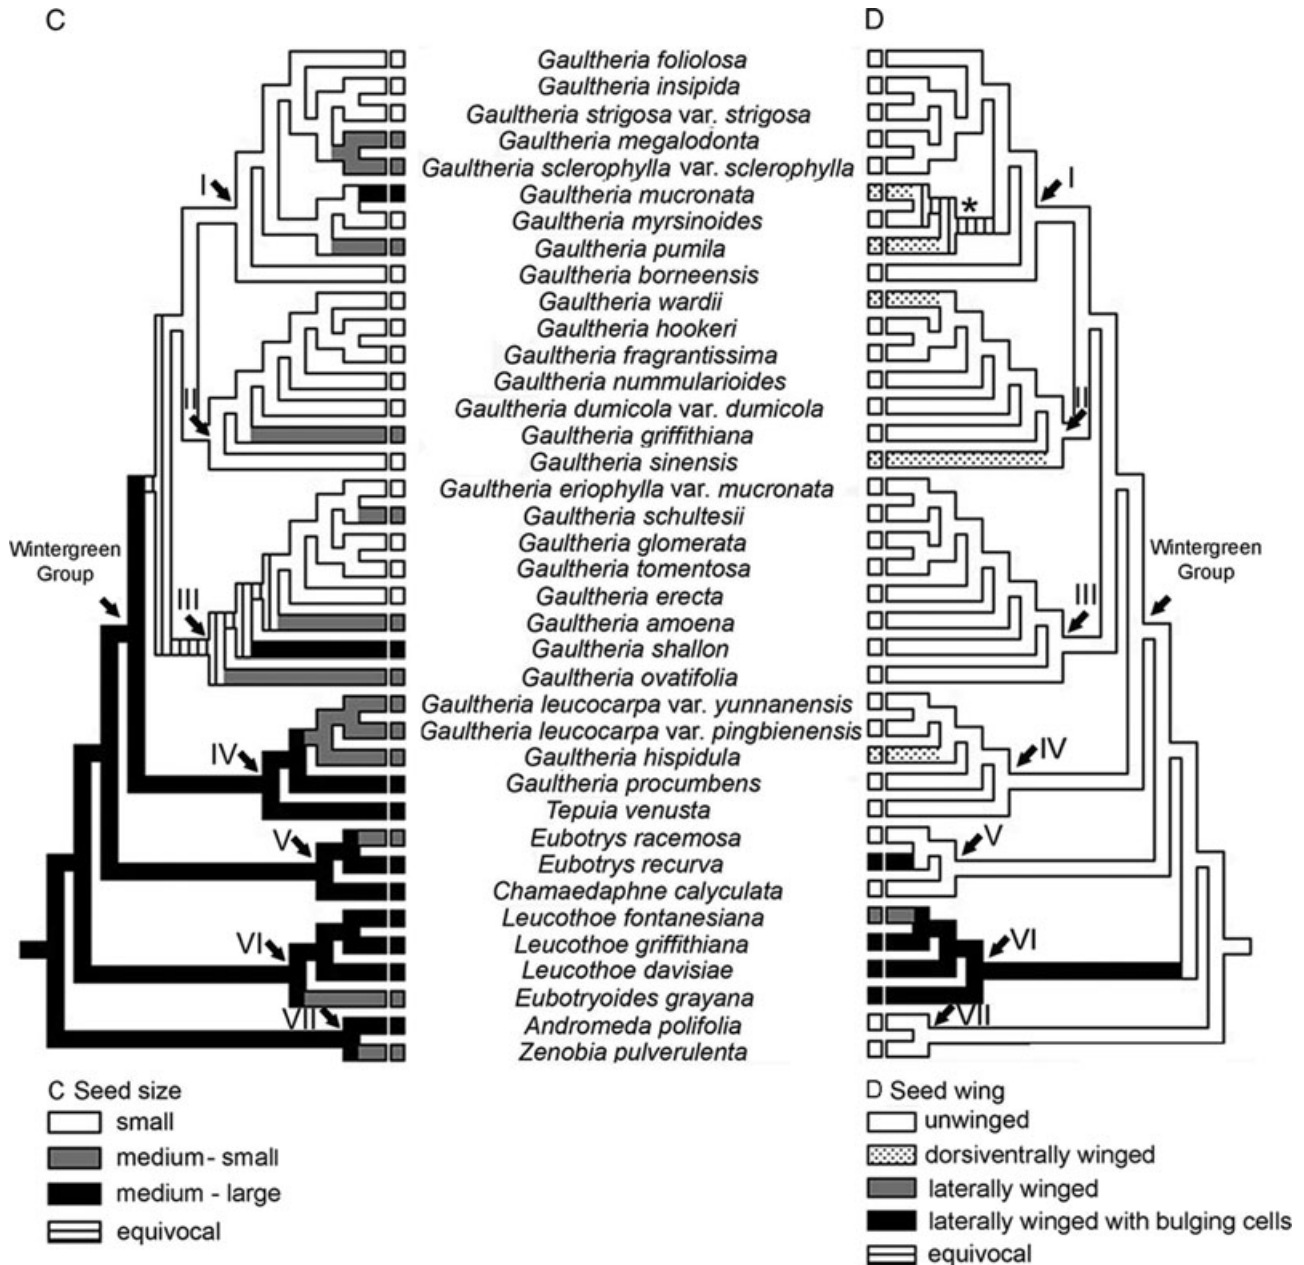 C
D
Gaultheria foliolosa
Gaultheria insipida
Gaultheria strigosa var. strigosa
Gaultheria megalodonta
Gaultheria sclerophylla var. sclerophylla
I
Gaultheria mucronata
*
I
Gaultheria myrsinoides
Gaultheria pumila
Gaultheria borneensis
Gaultheria wardii
Gaultheria hookeri
Gaultheria fragrantissima
Gaultheria nummularioides
II
Gaultheria dumicola var. dumicola
II
Gaultheria griffithiana
Gaultheria sinensis
Gaultheria eriophylla var. mucronata
Gaultheria schultesii
Wintergreen
Group
Gaultheria glomerata
Wintergreen
Group
Gaultheria tomentosa
III
Gaultheria erecta
III
Gaultheria amoena
Gaultheria shallon
Gaultheria ovatifolia
Gaultheria leucocarpa var. yunnanensis
Gaultheria leucocarpa var. pingbienensis
IV
Gaultheria hispidula
IV
Gaultheria procumbens
Tepuia venusta
V
Eubotrys racemosa
V
Eubotrys recurva
Chamaedaphne calyculata
Leucothoe fontanesiana
VI
Leucothoe griffithiana
VI
Leucothoe davisiae
Eubotryoides grayana
VII
Andromeda polifolia
VII
Zenobia pulverulenta
C Seed size
small
medium - small
medium - large
equivocal
D Seed wing
unwinged
dorsiventrally winged
laterally winged
laterally winged with bulging cells
equivocal